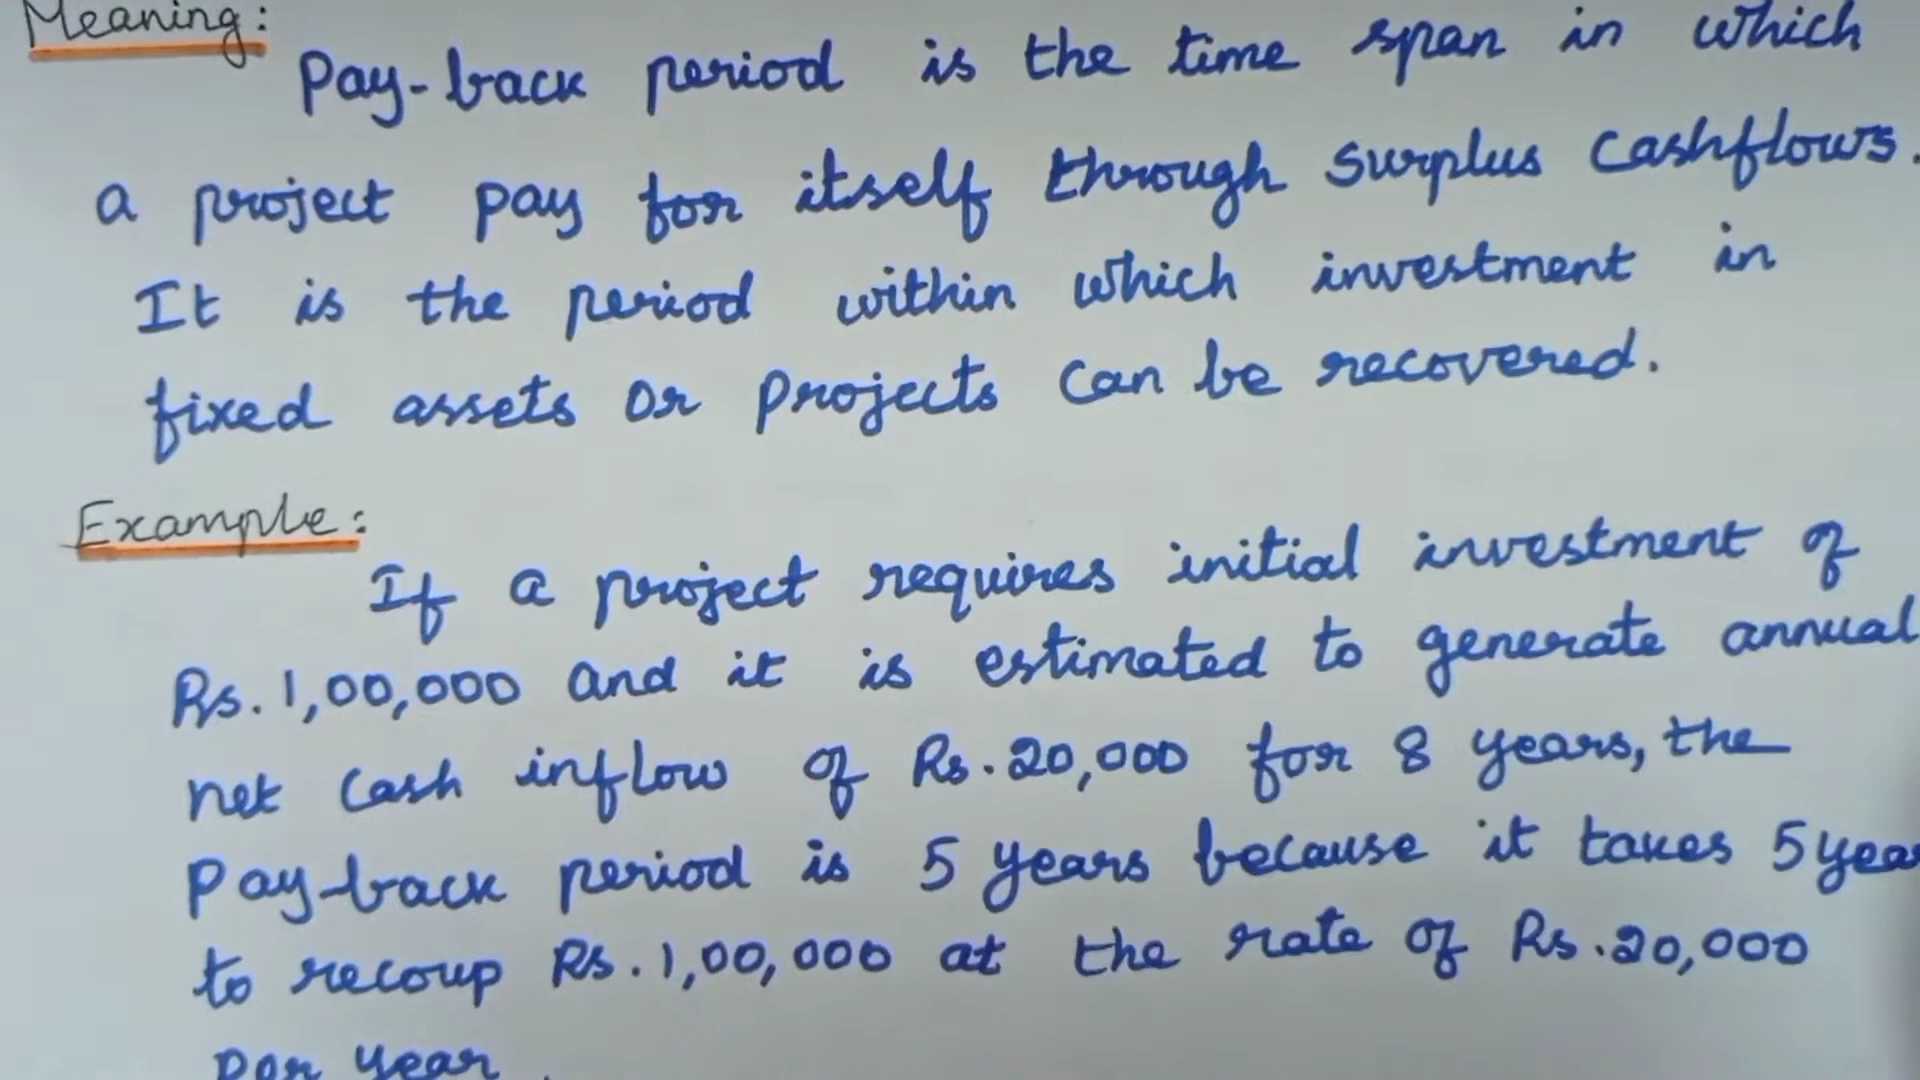 Meaning:
Pay-back period is the time span in which
a project pay for itself through surplus cashflows.
It is the period within which investment in
fixed assets or projects can be recovered.
Example:
If a project requires initial investment of
Rs. 1,00,000 and it is estimated to generate annual
net cash inflow of Rs. 20,000 for 8 years, the
Pay-back period is 5 years because it takes 5 year
to recoup Rs. 1,00,000 at the rate of Rs. 20,000
per year.